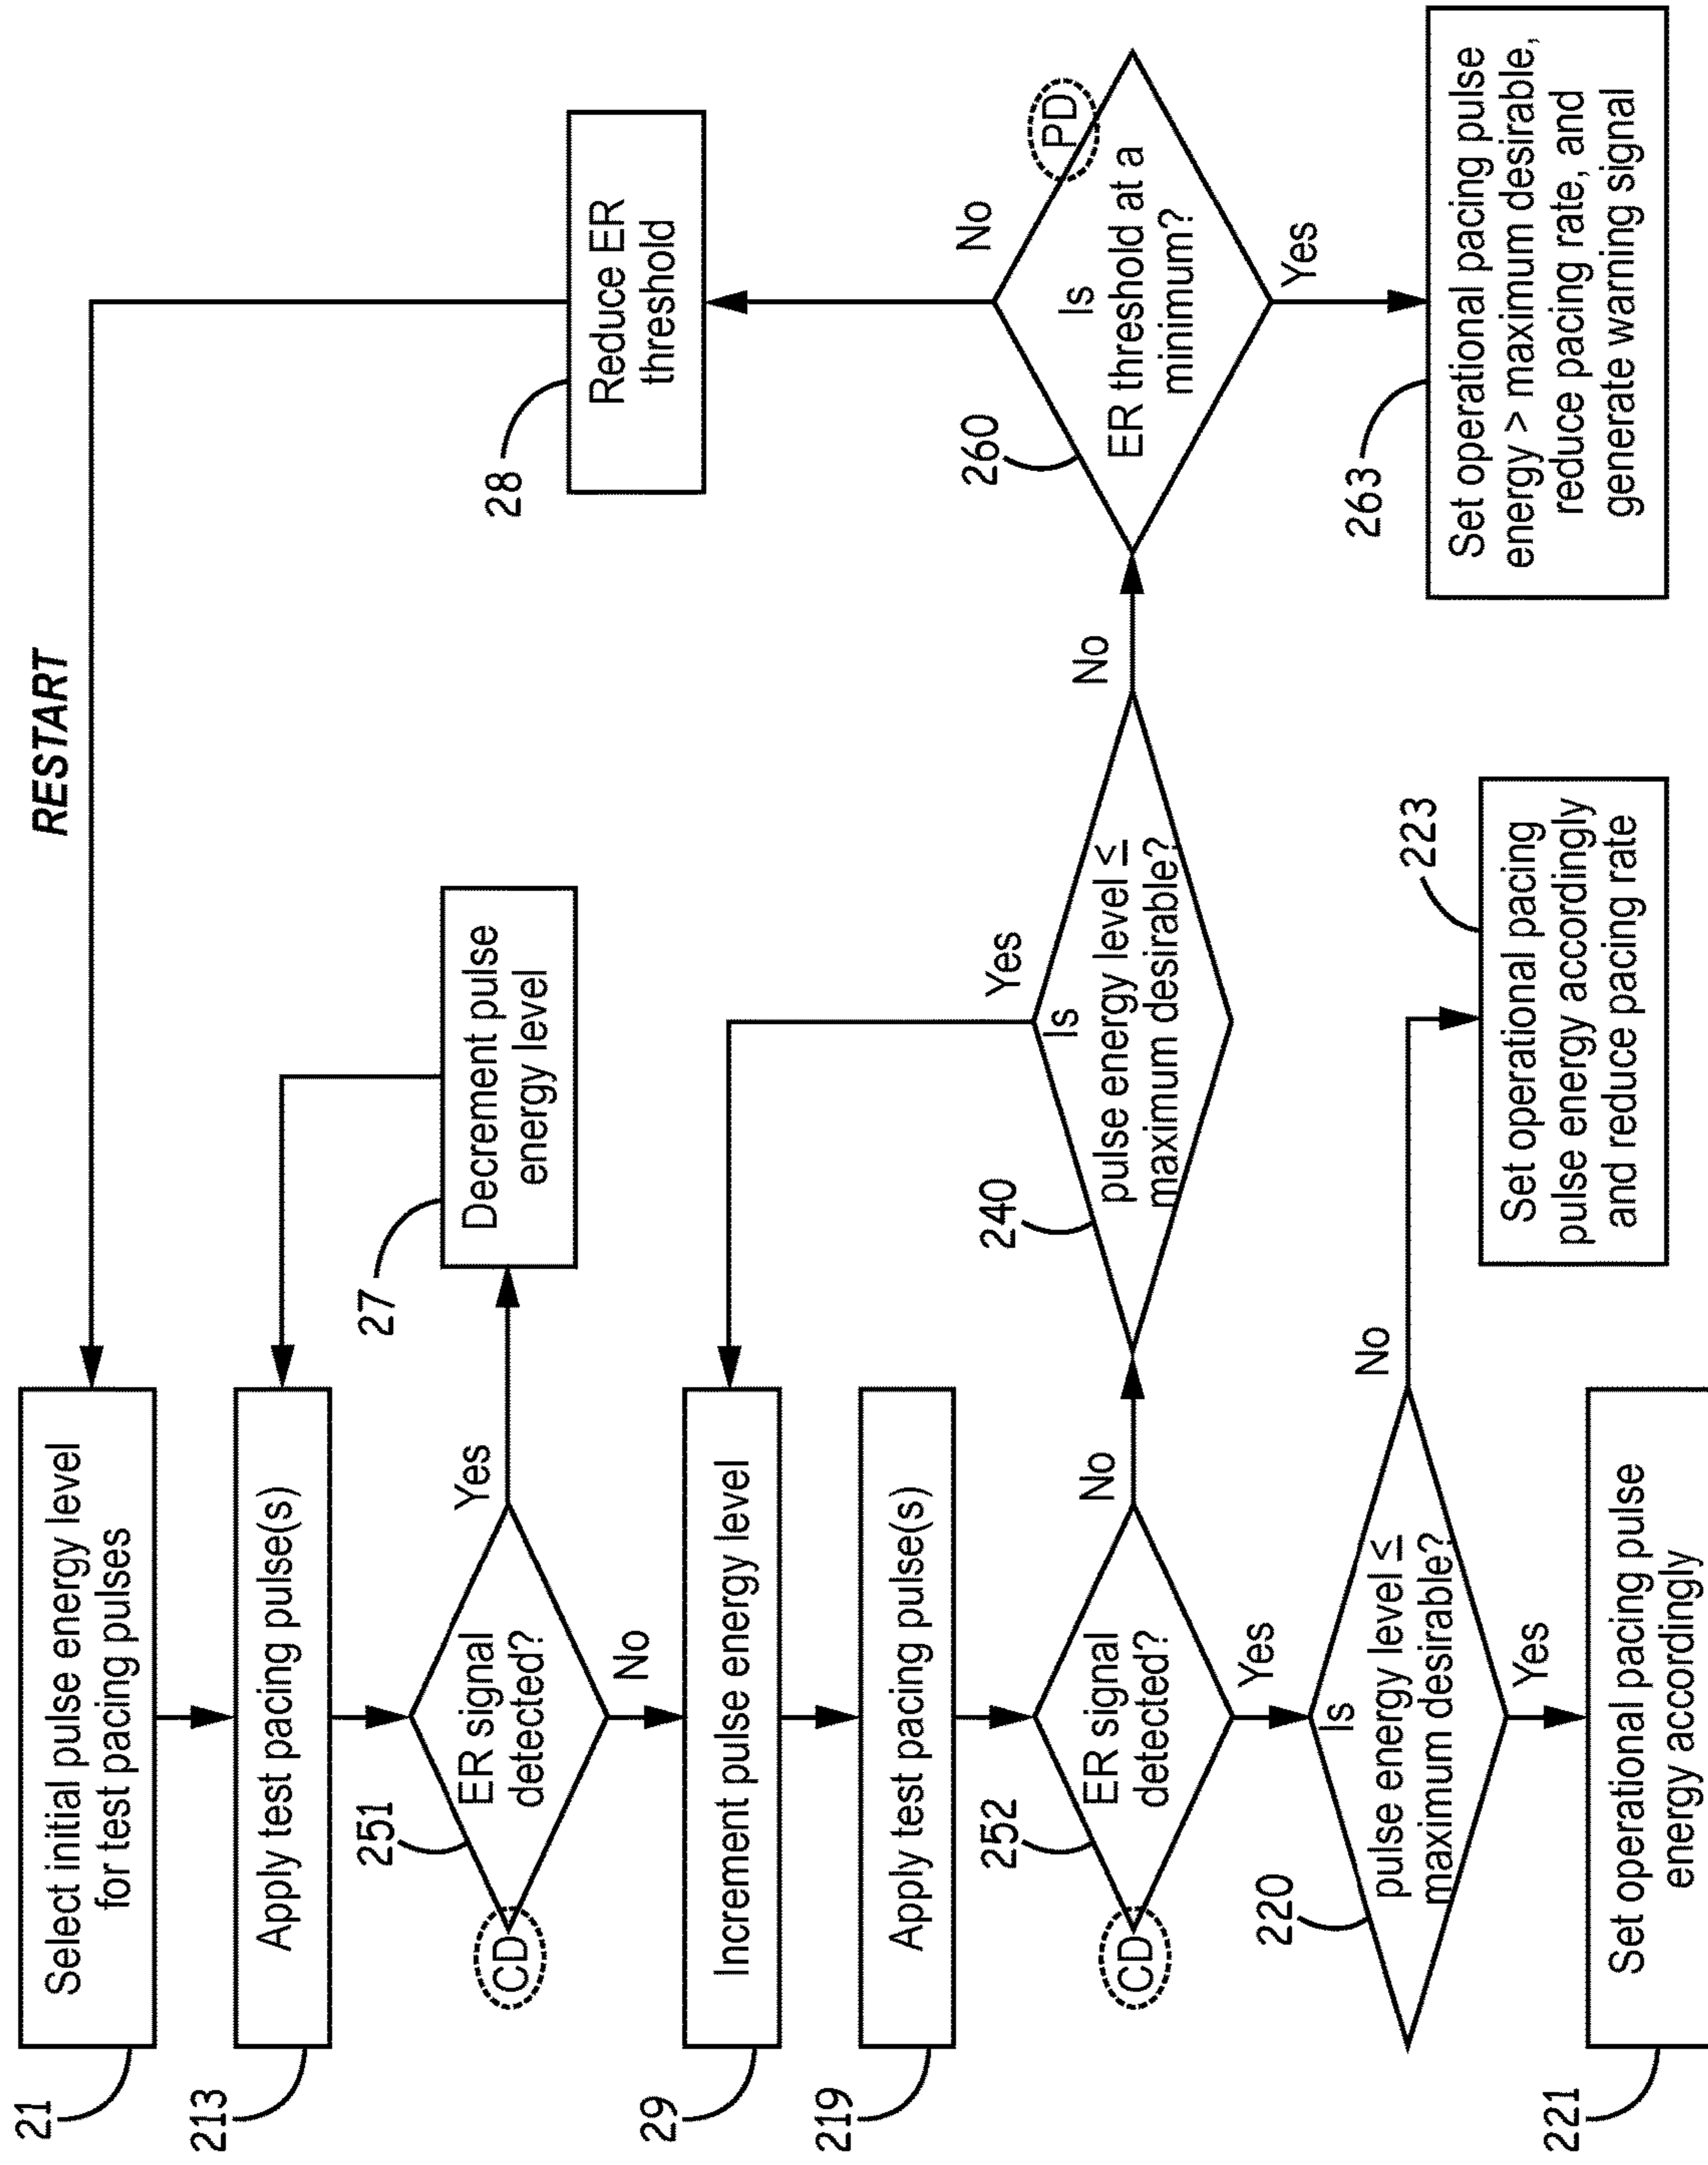 RESTART
21
Select initial pulse energy level
for test pacing pulses
213
Apply test pacing pulse(s)
CD
251
ER signal
detected?
Yes
No
27
Decrement pulse
energy level
28
Reduce ER
threshold
29
Increment pulse energy level
219
Apply test pacing pulse(s)
CD
252
ER signal
detected?
No
Yes
240
Is
pulse energy level ≤
maximum desirable?
Yes
No
260
Is
ER threshold at a
minimum?
PD
No
Yes
220
Is
pulse energy level ≤
maximum desirable?
No
Yes
221
Set operational pacing pulse
energy accordingly
223
Set operational pacing
pulse energy accordingly
and reduce pacing rate
263
Set operational pacing pulse
energy > maximum desirable,
reduce pacing rate, and
generate warning signal